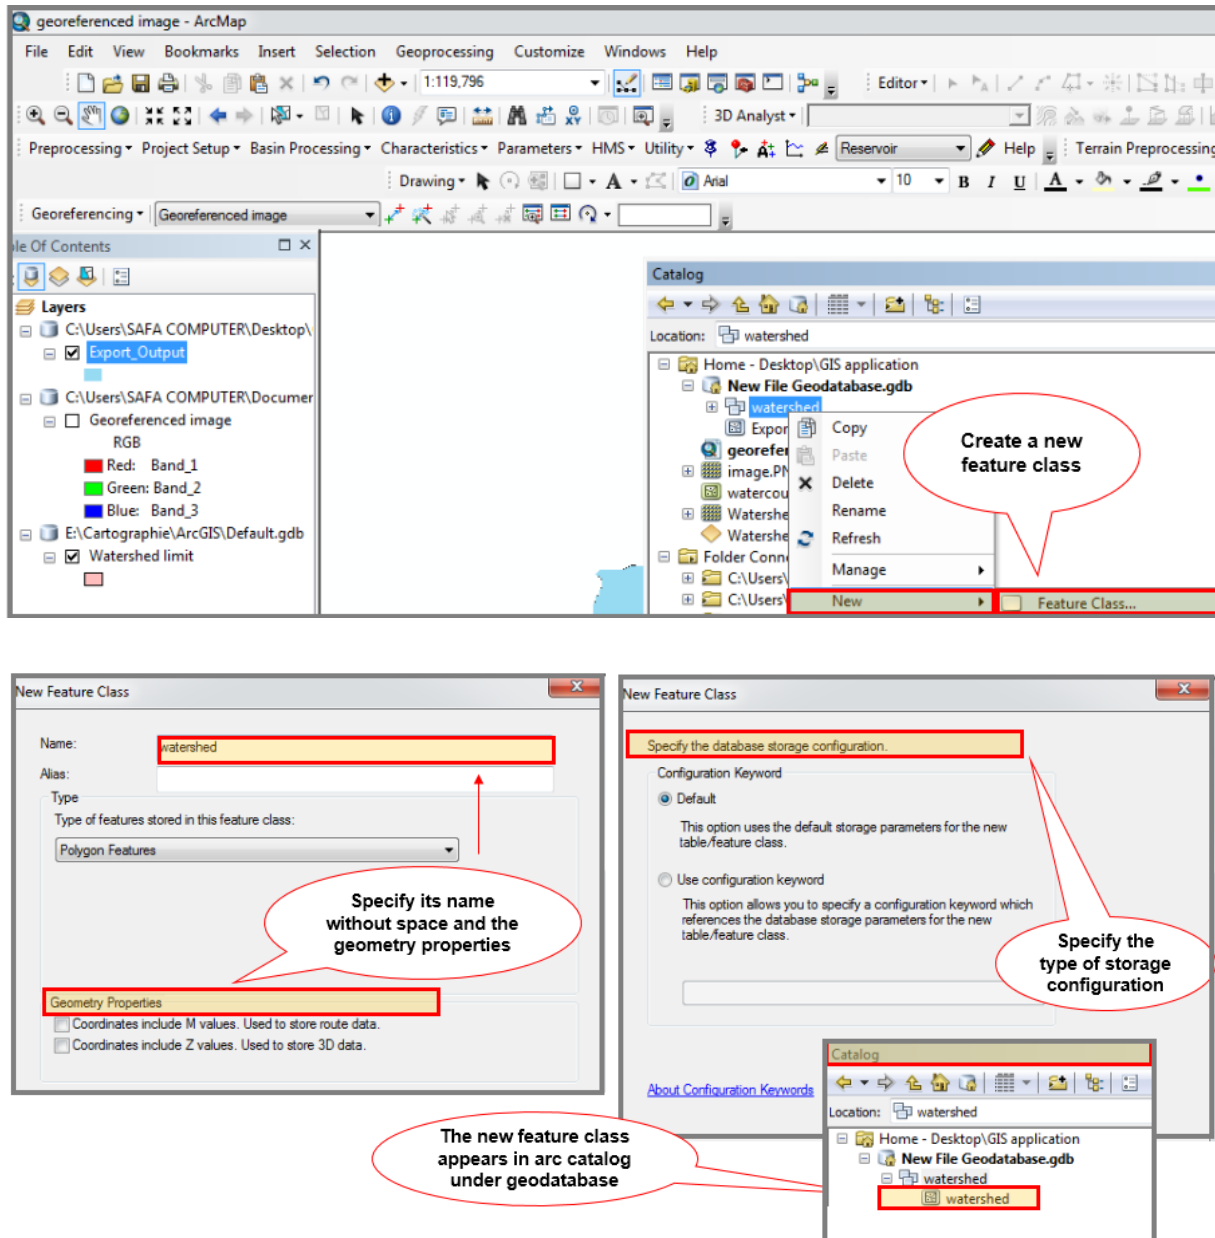 georeferenced image - ArcMap
File Edit View Bookmarks Insert Selection Geoprocessing Customize Windows Help
1:119,796
Editor
3D Analyst
Preprocessing Project Setup Basin Processing Characteristics Parameters HMS Utility Reservoir Help Terrain Preprocessing
Drawing A Arial 10 B I U A
Georeferencing Georeferenced image
le Of Contents
Layers
C:\Users\SAFA COMPUTER\Desktop\
Export_Output
C:\Users\SAFA COMPUTER\Documer
Georeferenced image
RGB
Red: Band_1
Green: Band_2
Blue: Band_3
E:\Cartographie\ArcGIS\Default.gdb
Watershed limit
Catalog
Location: watershed
Home - Desktop\GIS application
New File Geodatabase.gdb
watershed
Expor
georefer
image.PN
watercou
Watershe
Watershe
Folder Conne
C:\Users\
C:\Users\
Copy
Paste
Delete
Rename
Refresh
Manage
New
Feature Class...
Create a new
feature class
New Feature Class
Name: watershed
Alias:
Type
Type of features stored in this feature class:
Polygon Features
Specify its name
without space and the
geometry properties
Geometry Properties
Coordinates include M values. Used to store route data.
Coordinates include Z values. Used to store 3D data.
New Feature Class
Specify the database storage configuration.
Configuration Keyword
Default
This option uses the default storage parameters for the new
table/feature class.
Use configuration keyword
This option allows you to specify a configuration keyword which
references the database storage parameters for the new
table/feature class.
Specify the
type of storage
configuration
About Configuration Keywords
Catalog
Location: watershed
Home - Desktop\GIS application
New File Geodatabase.gdb
watershed
watershed
The new feature class
appears in arc catalog
under geodatabase